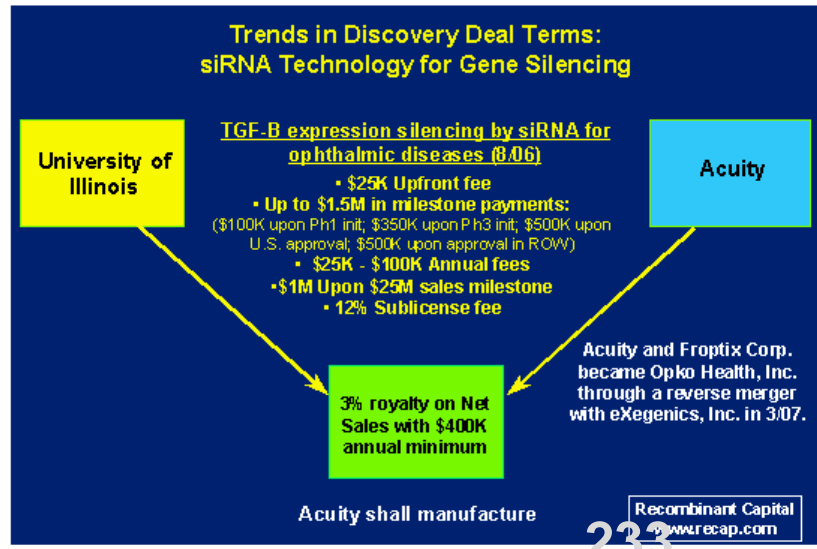 Trends in Discovery Deal Terms:
siRNA Technology for Gene Silencing
University of
Illinois
TGF-B expression silencing by siRNA for
ophthalmic diseases (8/06)
▪ $25K Upfront fee
▪ Up to $1.5M in milestone payments:
($100K upon Ph1 init; $350K upon Ph3 init; $500K upon
U.S. approval; $500K upon approval in ROW)
▪ $25K - $100K Annual fees
▪$1M Upon $25M sales milestone
▪ 12% Sublicense fee
Acuity
3% royalty on Net
Sales with $400K
annual minimum
Acuity and Froptix Corp.
became Opko Health, Inc.
through a reverse merger
with eXegenics, Inc. in 3/07.
Acuity shall manufacture
Recombinant Capital
www.recap.com
233